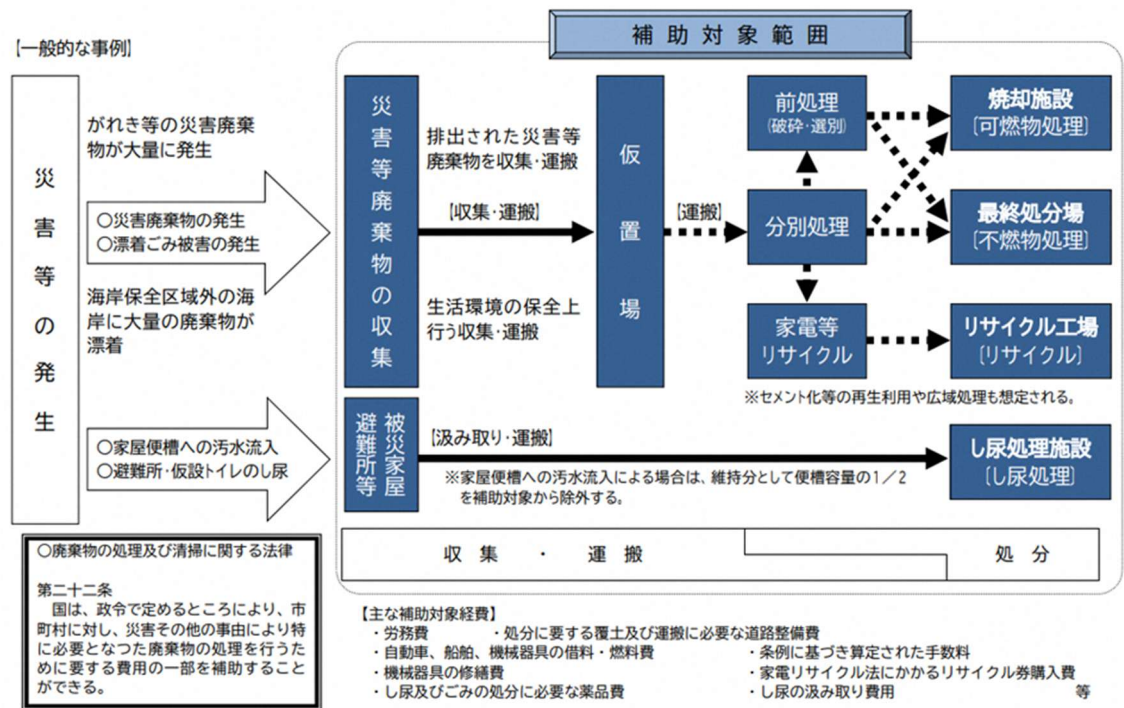 補助対象範囲
【一般的な事例】
災害等の発生
がれき等の災害廃棄
物が大量に発生
○災害廃棄物の発生
○漂着ごみ被害の発生
海岸保全区域外の海
岸に大量の廃棄物が
漂着
○家屋便槽への汚水流入
○避難所・仮設トイレのし尿
災害等廃棄物の収集
排出された災害等
廃棄物を収集・運搬
【収集・運搬】
生活環境の保全上
行う収集・運搬
仮置場
【運搬】
前処理
(破砕・選別)
分別処理
家電等
リサイクル
焼却施設
〔可燃物処理〕
最終処分場
〔不燃物処理〕
リサイクル工場
〔リサイクル〕
※セメント化等の再生利用や広域処理も想定される。
被災家屋
避難所等
【汲み取り・運搬】
※家屋便槽への汚水流入による場合は、維持分として便槽容量の1／2
を補助対象から除外する。
し尿処理施設
〔し尿処理〕
収集・運搬
処分
○廃棄物の処理及び清掃に関する法律
第二十二条
国は、政令で定めるところにより、市
町村に対し、災害その他の事由により特
に必要となつた廃棄物の処理を行うた
めに要する費用の一部を補助すること
ができる。
【主な補助対象経費】
・労務費　・処分に要する覆土及び運搬に必要な道路整備費
・自動車、船舶、機械器具の借料・燃料費　・条例に基づき算定された手数料
・機械器具の修繕費　・家電リサイクル法にかかるリサイクル券購入費
・し尿及びごみの処分に必要な薬品費　・し尿の汲み取り費用　等